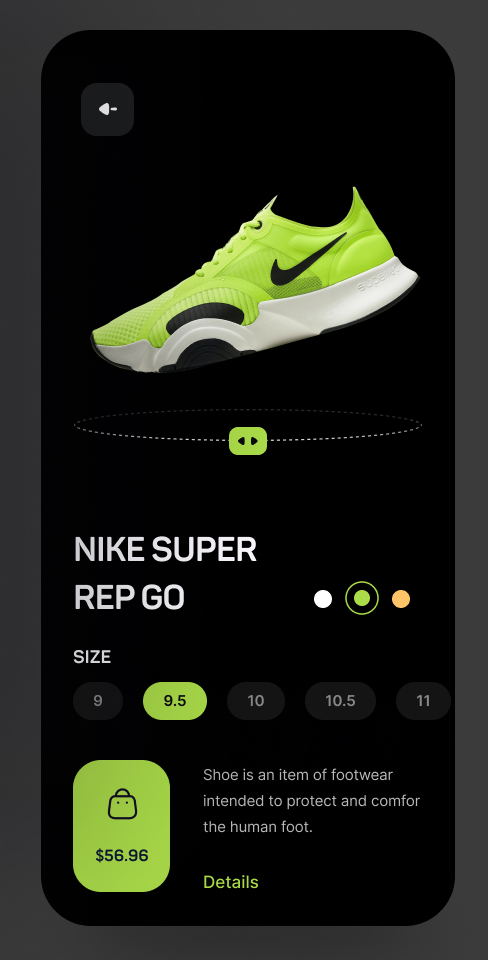 NIKE SUPER
REP GO
SIZE
9
9.5
10
10.5
11
Shoe is an item of footwear
intended to protect and comfor
the human foot.
$56.96
Details